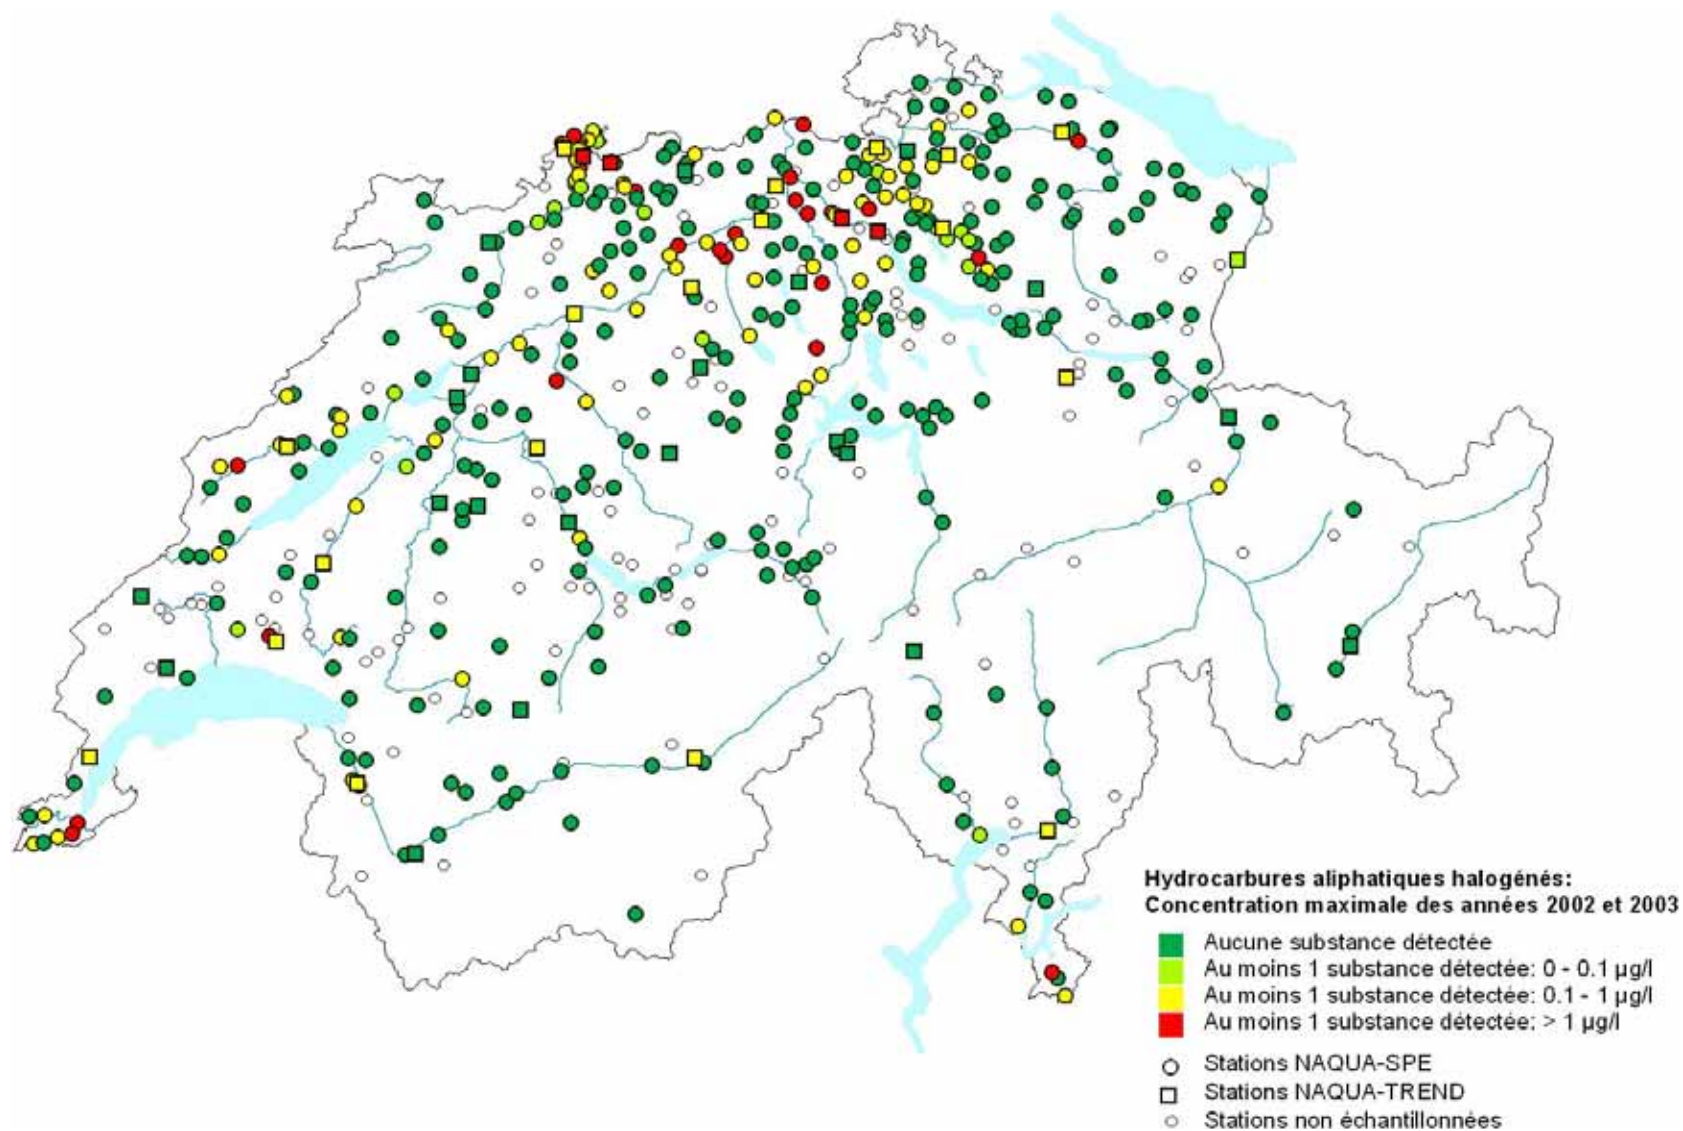 Hydrocarbures aliphatiques halogénés:
Concentration maximale des années 2002 et 2003
Aucune substance détectée
Au moins 1 substance détectée: 0 - 0.1 µg/l
Au moins 1 substance détectée: 0.1 - 1 µg/l
Au moins 1 substance détectée: > 1 µg/l
Stations NAQUA-SPE
Stations NAQUA-TREND
Stations non échantillonnées